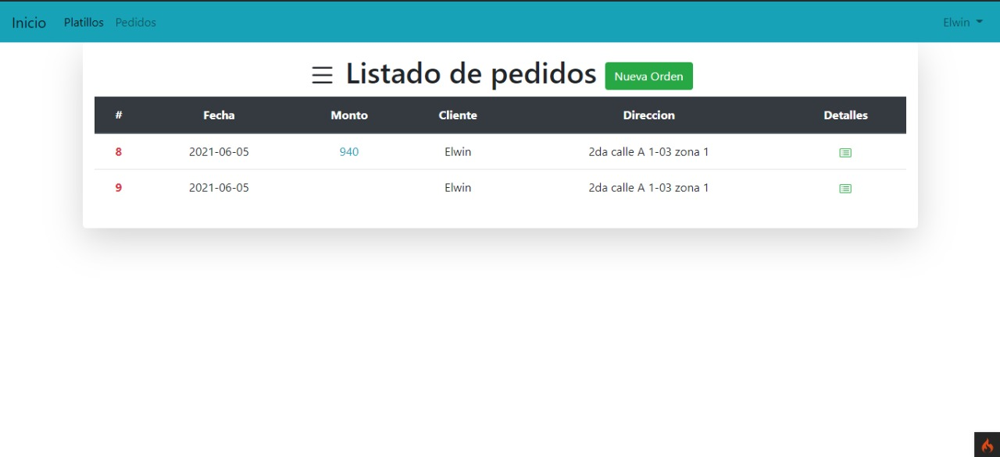 Inicio Platillos Pedidos Elwin
Listado de pedidos Nueva Orden
# Fecha Monto Cliente Direccion Detalles
8 2021-06-05 940 Elwin 2da calle A 1-03 zona 1
9 2021-06-05 Elwin 2da calle A 1-03 zona 1